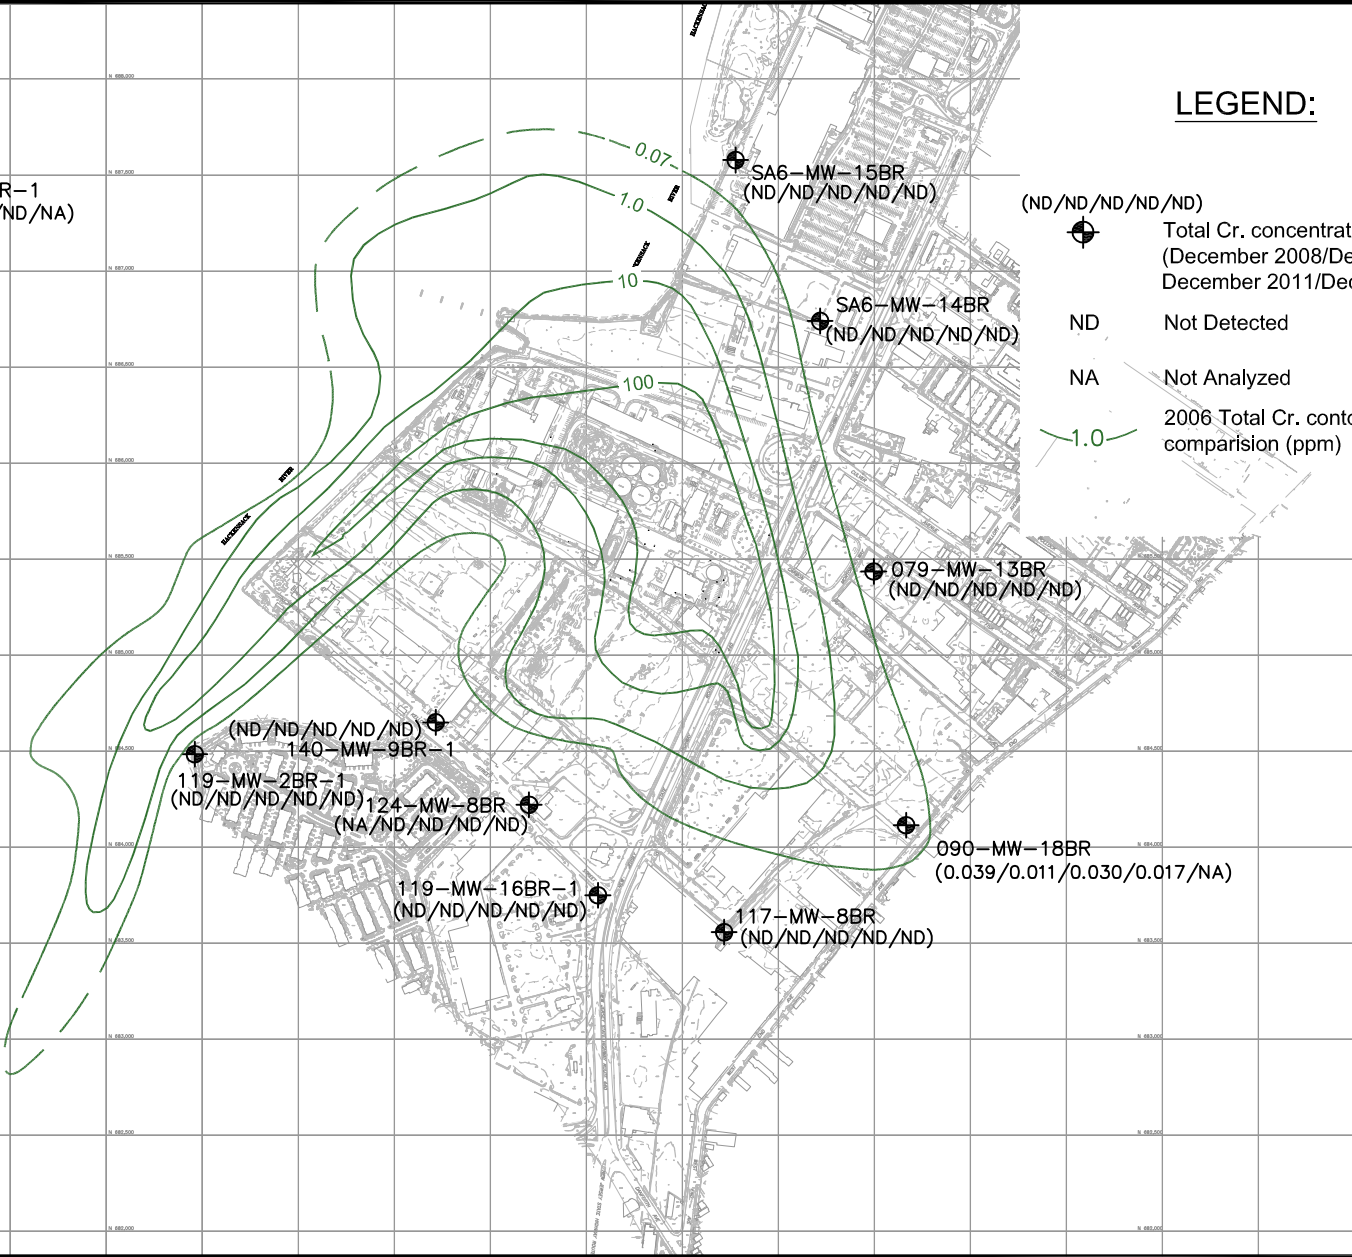 LEGEND:
(ND/ND/ND/ND/ND)
Total Cr. concentrat
(December 2008/De
December 2011/Dec
ND Not Detected
NA Not Analyzed
1.0 2006 Total Cr. conto
comparision (ppm)
R-1
/ND/NA)
0.07
1.0
10
100
RIVER
RIVER
HACKENSACK
SA6-MW-15BR
(ND/ND/ND/ND/ND)
SA6-MW-14BR
(ND/ND/ND/ND/ND)
079-MW-13BR
(ND/ND/ND/ND/ND)
(ND/ND/ND/ND/ND)
140-MW-9BR-1
119-MW-2BR-1
(ND/ND/ND/ND/ND)
124-MW-8BR
(NA/ND/ND/ND/ND)
090-MW-18BR
(0.039/0.011/0.030/0.017/NA)
119-MW-16BR-1
(ND/ND/ND/ND/ND)
117-MW-8BR
(ND/ND/ND/ND/ND)